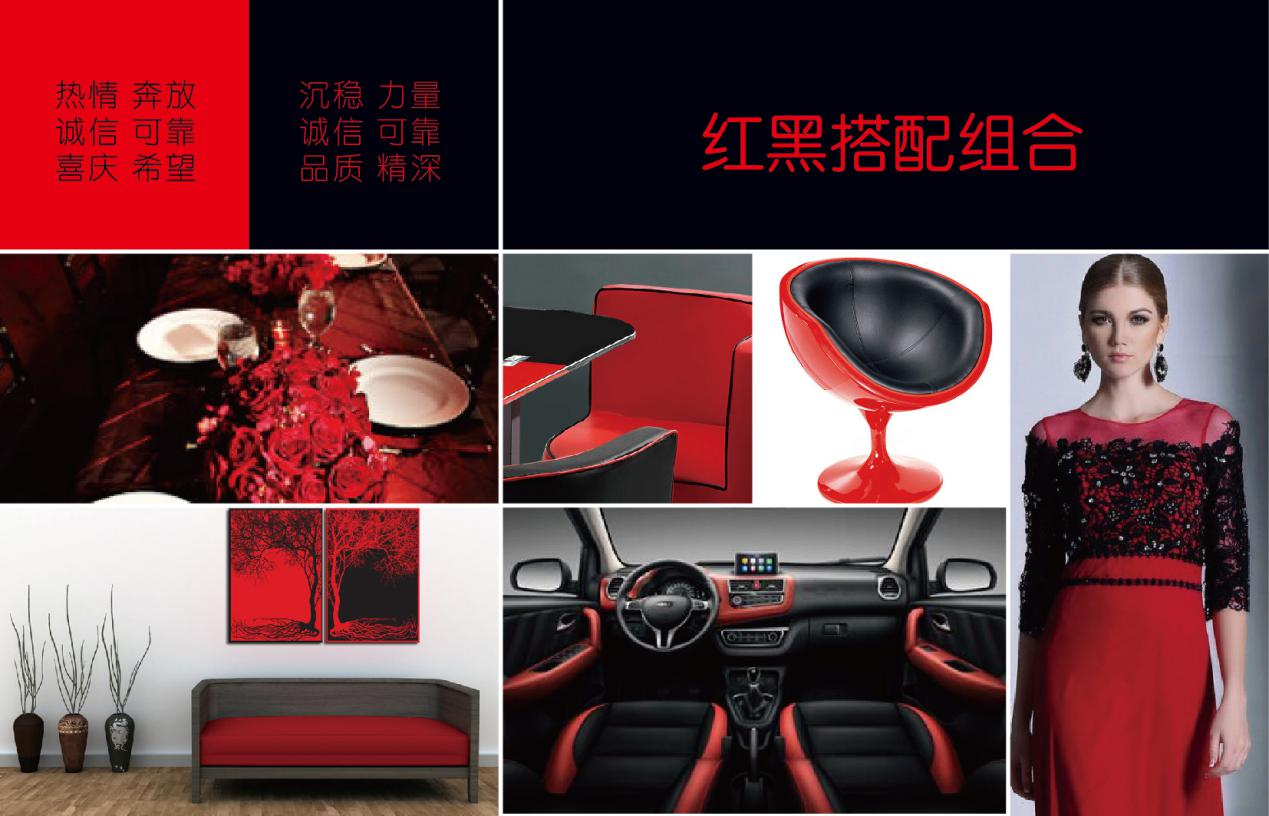 热情 奔放
诚信 可靠
喜庆 希望
沉稳 力量
诚信 可靠
品质 精深
红黑搭配组合